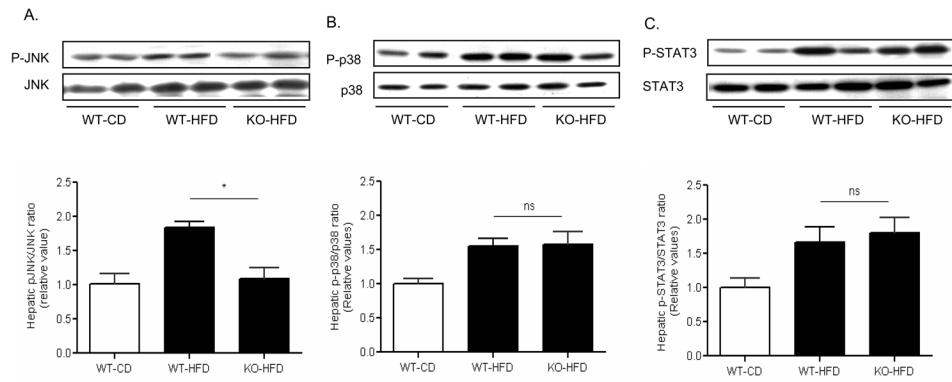 A.
P-JNK
JNK
WT-CD WT-HFD KO-HFD
Hepatic pJNK/JNK ratio
(relative value)
2.5
2.0
1.5
1.0
0.5
0.0
*
WT-CD WT-HFD KO-HFD
B.
P-p38
p38
WT-CD WT-HFD KO-HFD
Hepatic p-p38/p38 ratio
(Relative values)
2.5
2.0
1.5
1.0
0.5
0.0
ns
WT-CD WT-HFD KO-HFD
C.
P-STAT3
STAT3
WT-CD WT-HFD KO-HFD
Hepatic p-STAT3/STAT3 ratio
(Relative values)
2.5
2.0
1.5
1.0
0.5
0.0
ns
WT-CD WT-HFD KO-HFD